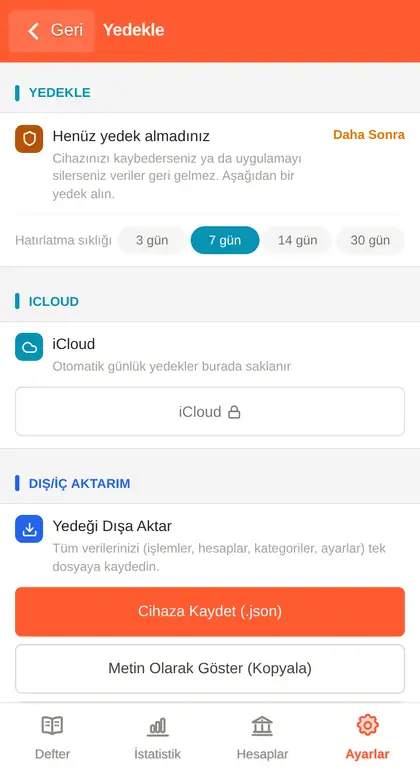 Geri Yedekle
YEDEKLE
Henüz yedek almadınız
Daha Sonra
Cihazınızı kaybederseniz ya da uygulamayı
silerseniz veriler geri gelmez. Aşağıdan bir
yedek alın.
Hatırlatma sıklığı 3 gün 7 gün 14 gün 30 gün
ICLOUD
iCloud
Otomatik günlük yedekler burada saklanır
iCloud
DIŞ/İÇ AKTARIM
Yedeği Dışa Aktar
Tüm verilerinizi (işlemler, hesaplar, kategoriler, ayarlar) tek
dosyaya kaydedin.
Cihaza Kaydet (.json)
Metin Olarak Göster (Kopyala)
Defter İstatistik Hesaplar Ayarlar